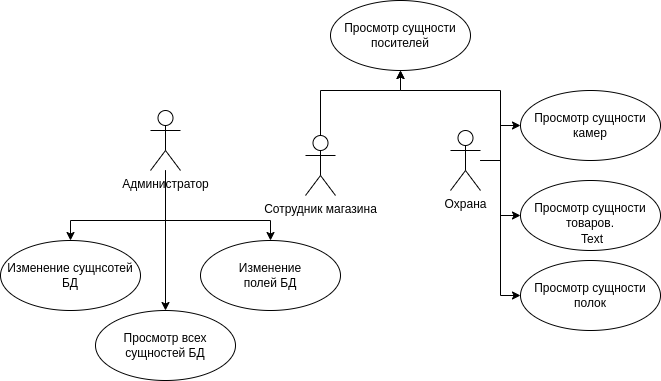 Просмотр сущности
посителей
Просмотр сущности
камер
Администратор
Сотрудник магазина
Охрана
Просмотр сущности
товаров.
Text
Изменение сущнсотей
БД
Изменение
полей БД
Просмотр сущности
полок
Просмотр всех
сущностей БД